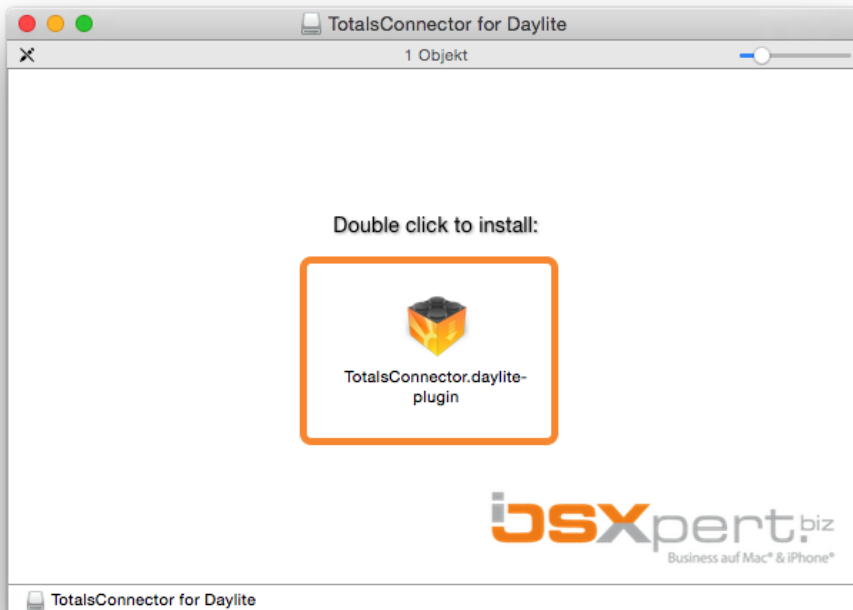 TotalsConnector for Daylite
1 Objekt
Double click to install:
TotalsConnector.daylite-
plugin
iOSXpert.biz
Business auf Mac® & iPhone®
TotalsConnector for Daylite